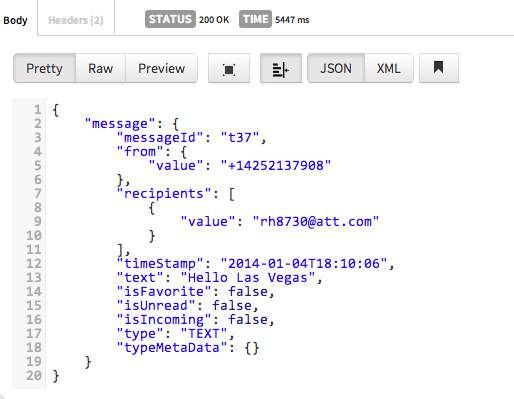 Body Headers (2) STATUS 200 OK TIME 5447 ms
Pretty Raw Preview JSON XML
1 {
2     "message": {
3         "messageId": "t37",
4         "from": {
5             "value": "+14252137908"
6         },
7         "recipients": [
8             {
9                 "value": "rh8730@att.com"
10             }
11         ],
12         "timeStamp": "2014-01-04T18:10:06",
13         "text": "Hello Las Vegas",
14         "isFavorite": false,
15         "isUnread": false,
16         "isIncoming": false,
17         "type": "TEXT",
18         "typeMetaData": {}
19     }
20 }